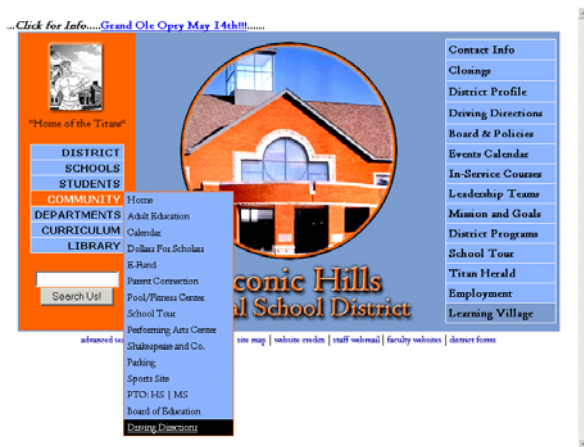 ...Click for Info.....Grand Ole Opry May 14th!!!......
"Home of the Titans"
DISTRICT
SCHOOLS
STUDENTS
COMMUNITY
DEPARTMENTS
CURRICULUM
LIBRARY
Search Us!
Home
Adult Education
Calendar
Dollars For Scholars
E-Fund
Parent Connection
Pool/Fitness Center
School Tour
Performing Arts Center
Shakespeare and Co.
Parking
Sports Site
PTO: HS | MS
Board of Education
Driving Directions
conic Hills
al School District
Contact Info
Closings
District Profile
Driving Directions
Board & Policies
Events Calendar
In-Service Courses
Leadership Teams
Mission and Goals
District Programs
School Tour
Titan Herald
Employment
Learning Village
advanced site map | website credits | staff webmail | faculty websites | district forms